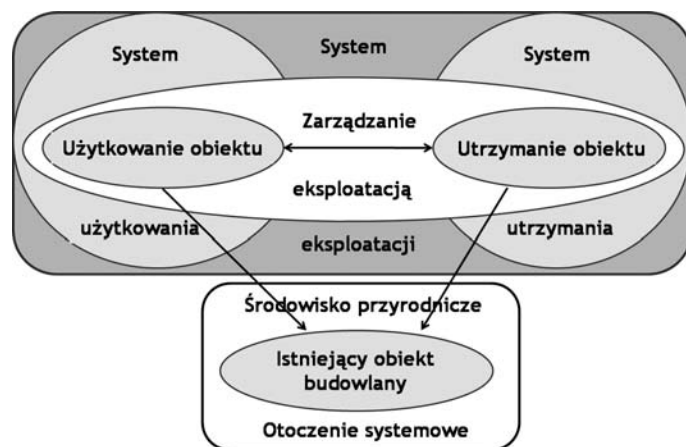 System
System
System
Zarządzanie
Użytkowanie obiektu
Utrzymanie obiektu
eksploatacją
użytkowania
eksploatacji
utrzymania
Środowisko przyrodnicze
Istniejący obiekt
budowlany
Otoczenie systemowe